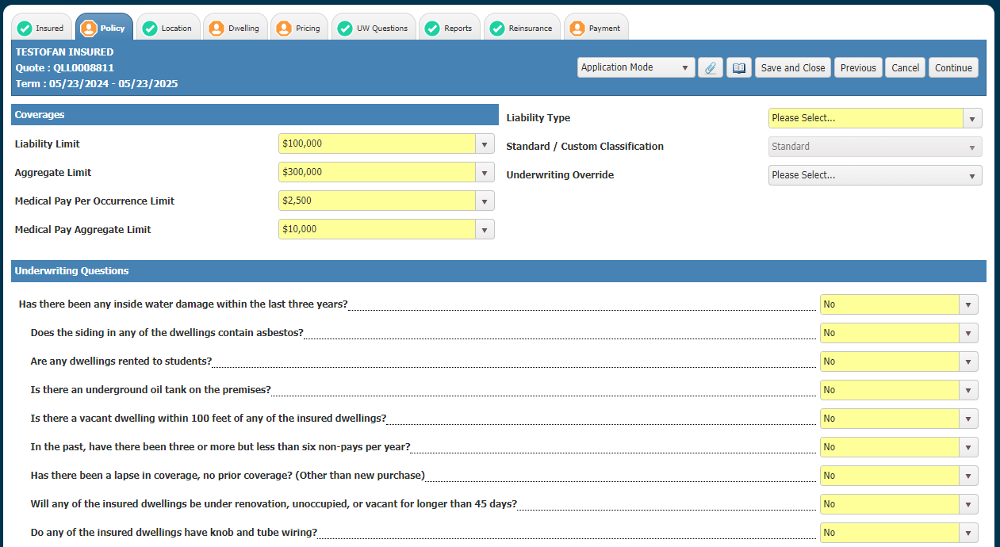 Insured Policy Location Dwelling Pricing UW Questions Reports Reinsurance Payment
TESTOFAN INSURED
Quote : QLL0008811
Term : 05/23/2024 - 05/23/2025
Application Mode Save and Close Previous Cancel Continue
Coverages
Liability Limit $100,000
Aggregate Limit $300,000
Medical Pay Per Occurrence Limit $2,500
Medical Pay Aggregate Limit $10,000
Liability Type Please Select...
Standard / Custom Classification Standard
Underwriting Override Please Select...
Underwriting Questions
Has there been any inside water damage within the last three years? No
Does the siding in any of the dwellings contain asbestos? No
Are any dwellings rented to students? No
Is there an underground oil tank on the premises? No
Is there a vacant dwelling within 100 feet of any of the insured dwellings? No
In the past, have there been three or more but less than six non-pays per year? No
Has there been a lapse in coverage, no prior coverage? (Other than new purchase) No
Will any of the insured dwellings be under renovation, unoccupied, or vacant for longer than 45 days? No
Do any of the insured dwellings have knob and tube wiring? No